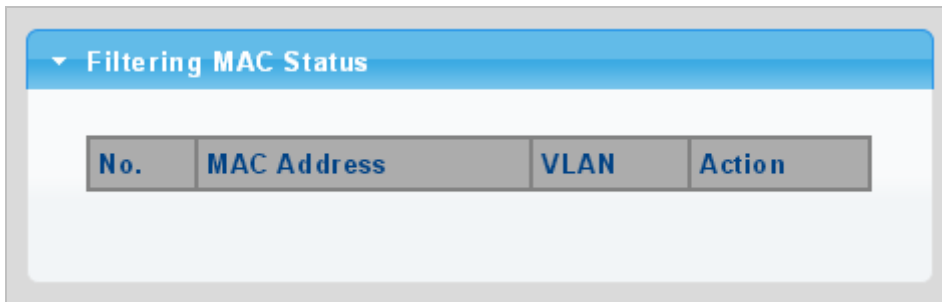 Filtering MAC Status
No. MAC Address VLAN Action